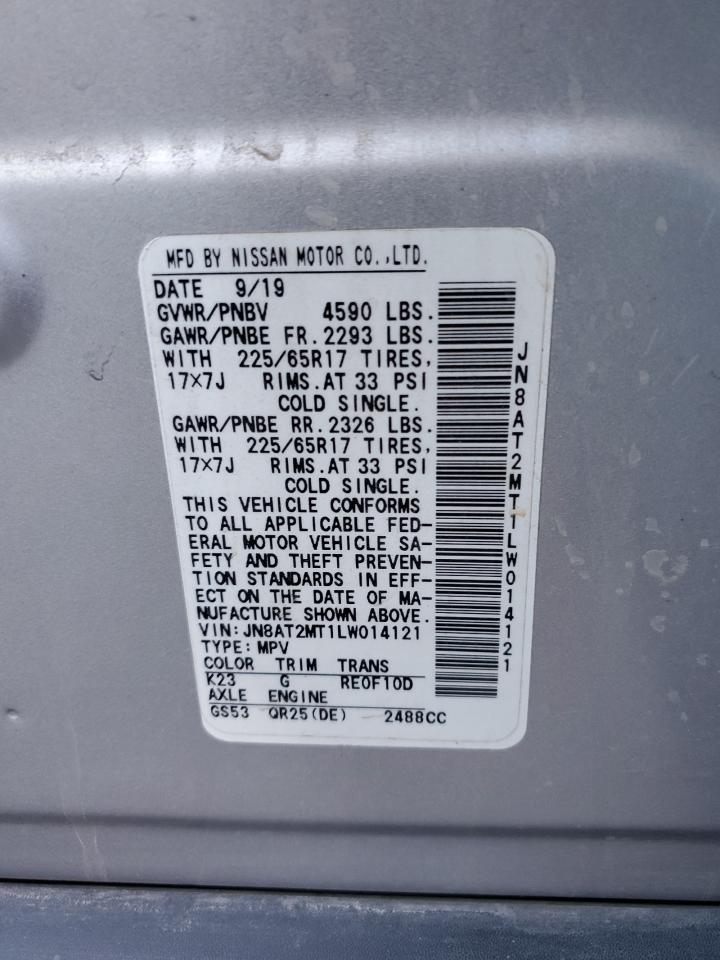 MFD BY NISSAN MOTOR CO.,LTD.
DATE 9/19
GVWR/PNBV 4590 LBS.
GAWR/PNBE FR.2293 LBS.
WITH 225/65R17 TIRES,
17×7J RIMS.AT 33 PSI
COLD SINGLE.
GAWR/PNBE RR.2326 LBS.
WITH 225/65R17 TIRES,
17×7J RIMS.AT 33 PSI
COLD SINGLE.
THIS VEHICLE CONFORMS
TO ALL APPLICABLE FED-
ERAL MOTOR VEHICLE SA-
FETY AND THEFT PREVEN-
TION STANDARDS IN EFF-
ECT ON THE DATE OF MA-
NUFACTURE SHOWN ABOVE.
VIN:JN8AT2MT1LW014121
TYPE:MPV
COLOR TRIM TRANS
K23 G RE0F10D
AXLE ENGINE
GS53 QR25(DE) 2488CC
JN8AT2MT1LW014121